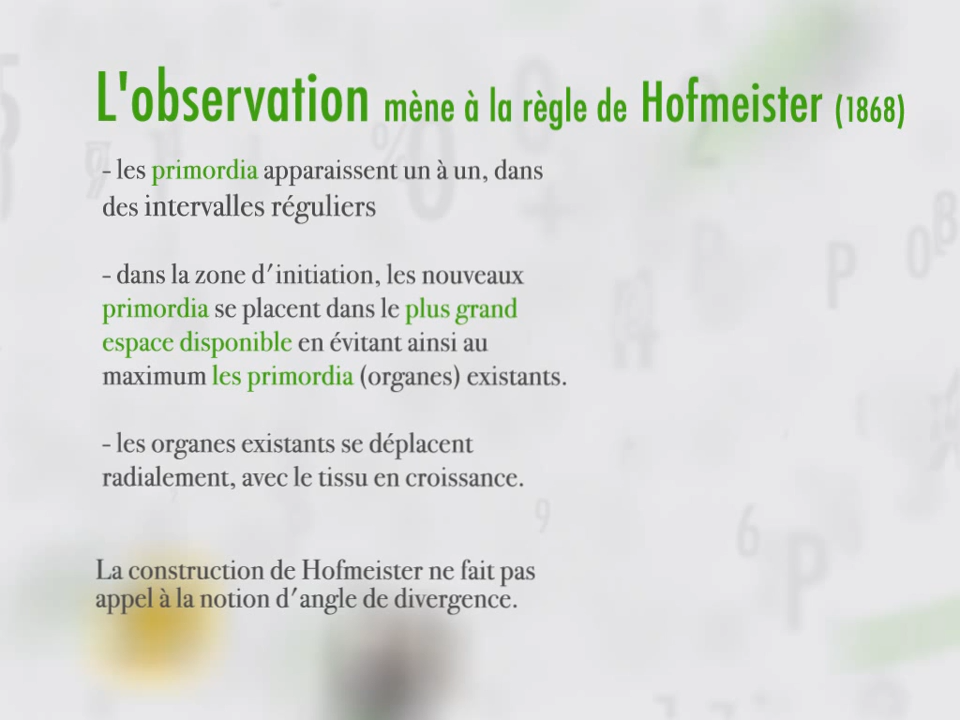 L'observation mène à la règle de Hofmeister (1868)
- les primordia apparaissent un à un, dans
des intervalles réguliers
- dans la zone d'initiation, les nouveaux
primordia se placent dans le plus grand
espace disponible en évitant ainsi au
maximum les primordia (organes) existants.
- les organes existants se déplacent
radialement, avec le tissu en croissance.
La construction de Hofmeister ne fait pas
appel à la notion d'angle de divergence.